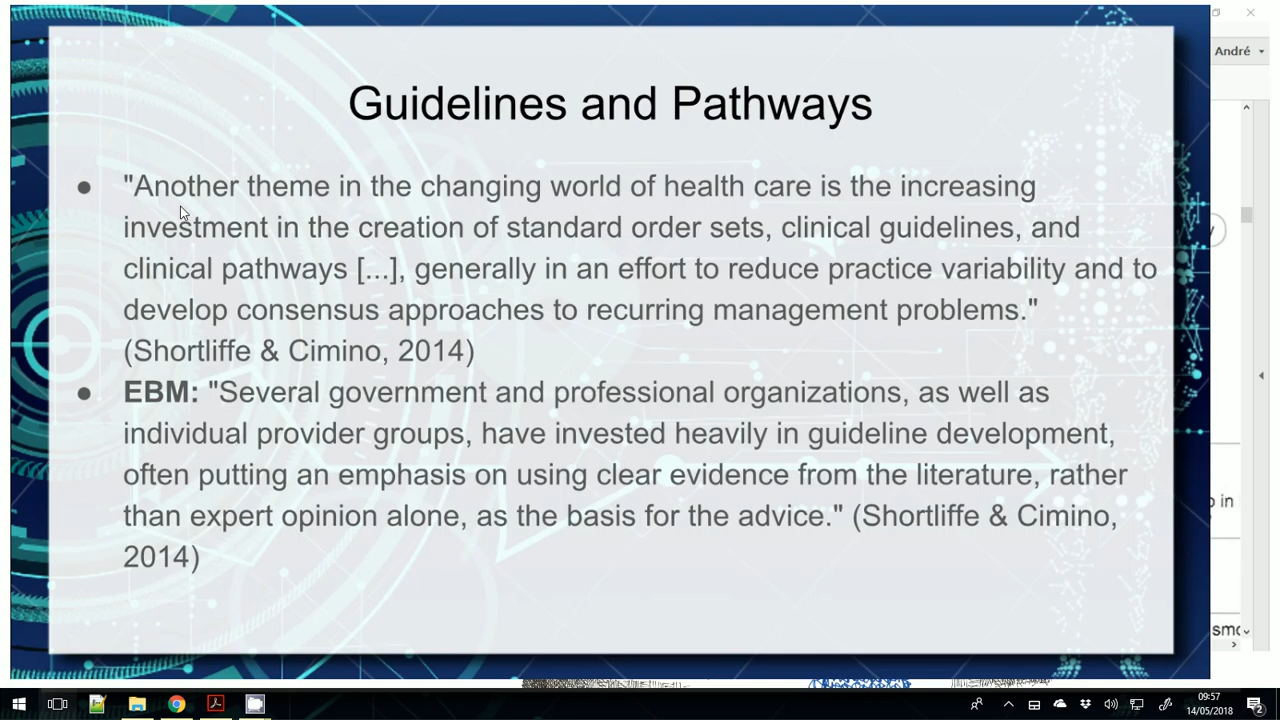 André
Guidelines and Pathways
● "Another theme in the changing world of health care is the increasing
investment in the creation of standard order sets, clinical guidelines, and
clinical pathways [...], generally in an effort to reduce practice variability and to
develop consensus approaches to recurring management problems."
(Shortliffe & Cimino, 2014)
● EBM: "Several government and professional organizations, as well as
individual provider groups, have invested heavily in guideline development,
often putting an emphasis on using clear evidence from the literature, rather
than expert opinion alone, as the basis for the advice." (Shortliffe & Cimino,
2014)
in
09:57
14/05/2018
2